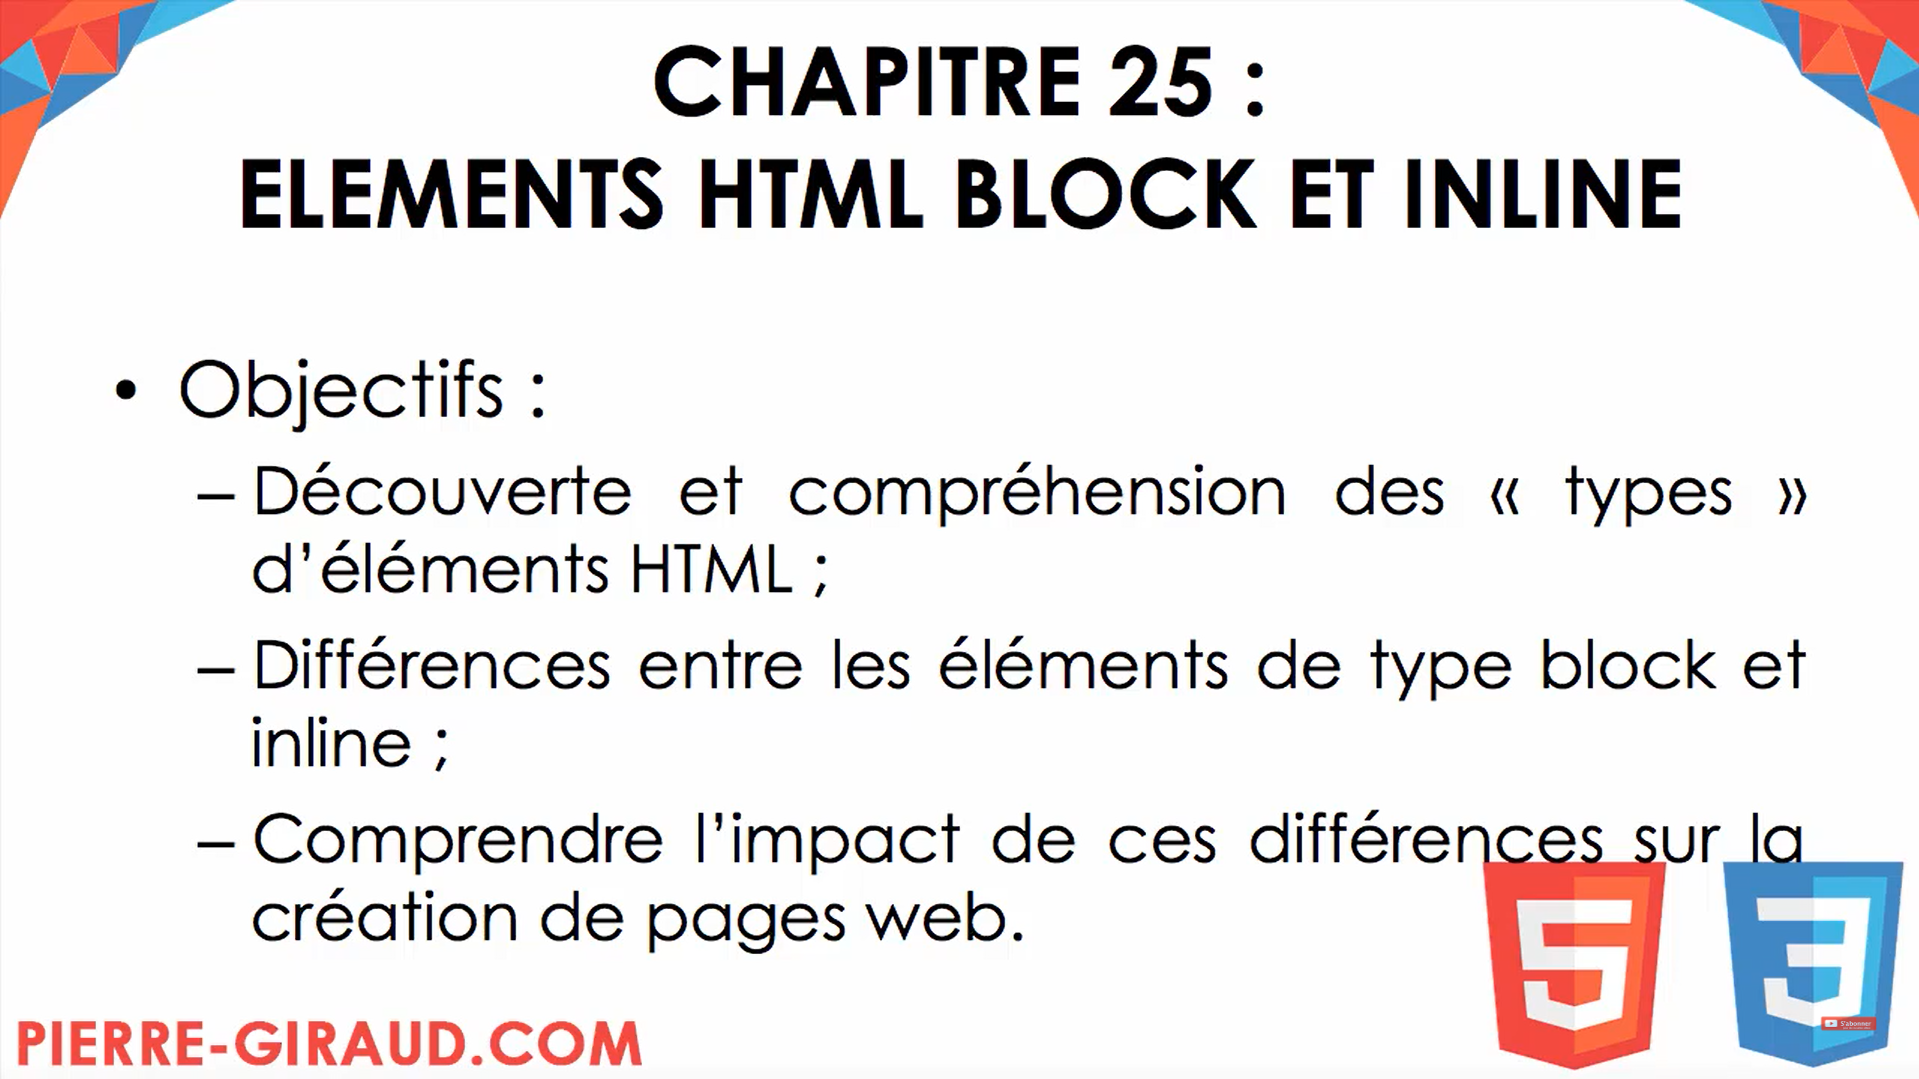 CHAPITRE 25 :
ELEMENTS HTML BLOCK ET INLINE
• Objectifs :
– Découverte et compréhension des « types »
d’éléments HTML ;
– Différences entre les éléments de type block et
inline ;
– Comprendre l’impact de ces différences sur la
création de pages web.
5 3
S'abonner
PIERRE-GIRAUD.COM